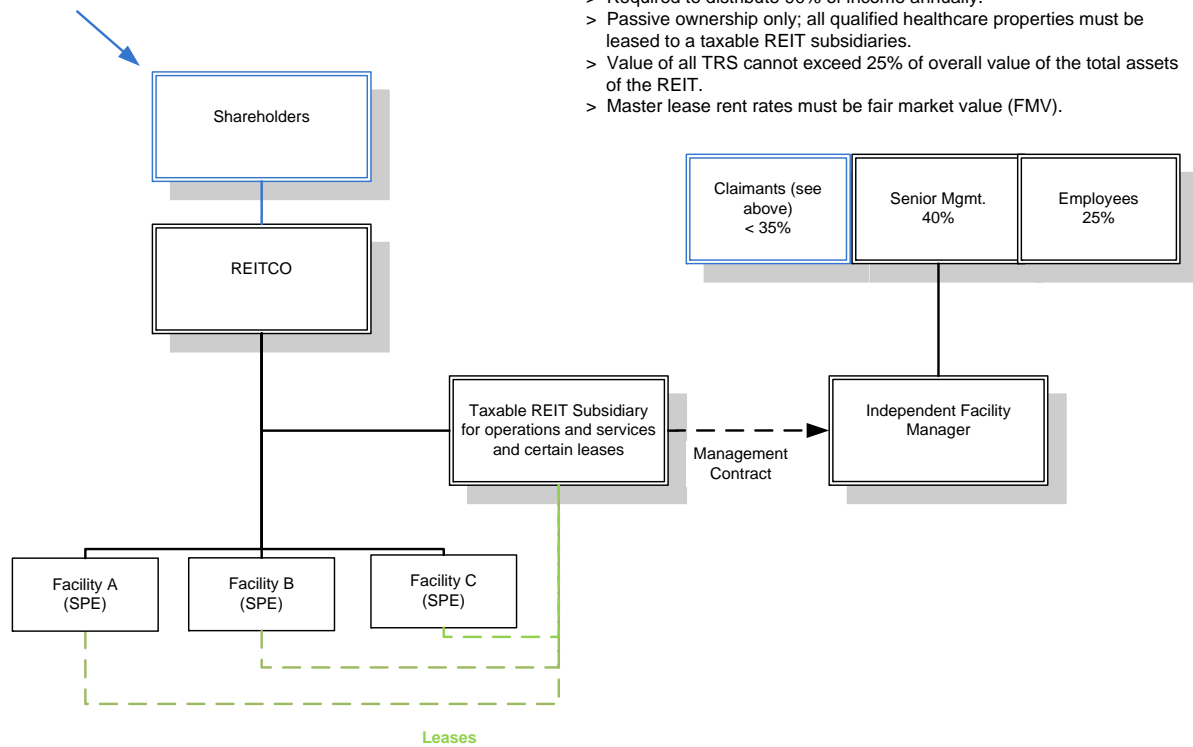 > Passive ownership only; all qualified healthcare properties must be
leased to a taxable REIT subsidiaries.
> Value of all TRS cannot exceed 25% of overall value of the total assets
of the REIT.
> Master lease rent rates must be fair market value (FMV).
Shareholders
Claimants (see
above)
< 35%
Senior Mgmt.
40%
Employees
25%
REITCO
Taxable REIT Subsidiary
for operations and services
and certain leases
Management
Contract
Independent Facility
Manager
Facility A
(SPE)
Facility B
(SPE)
Facility C
(SPE)
Leases